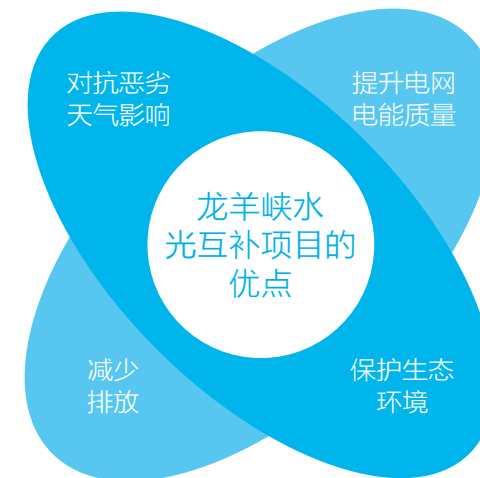 对抗恶劣
天气影响
提升电网
电能质量
龙羊峡水
光互补项目的
优点
减少
排放
保护生态
环境